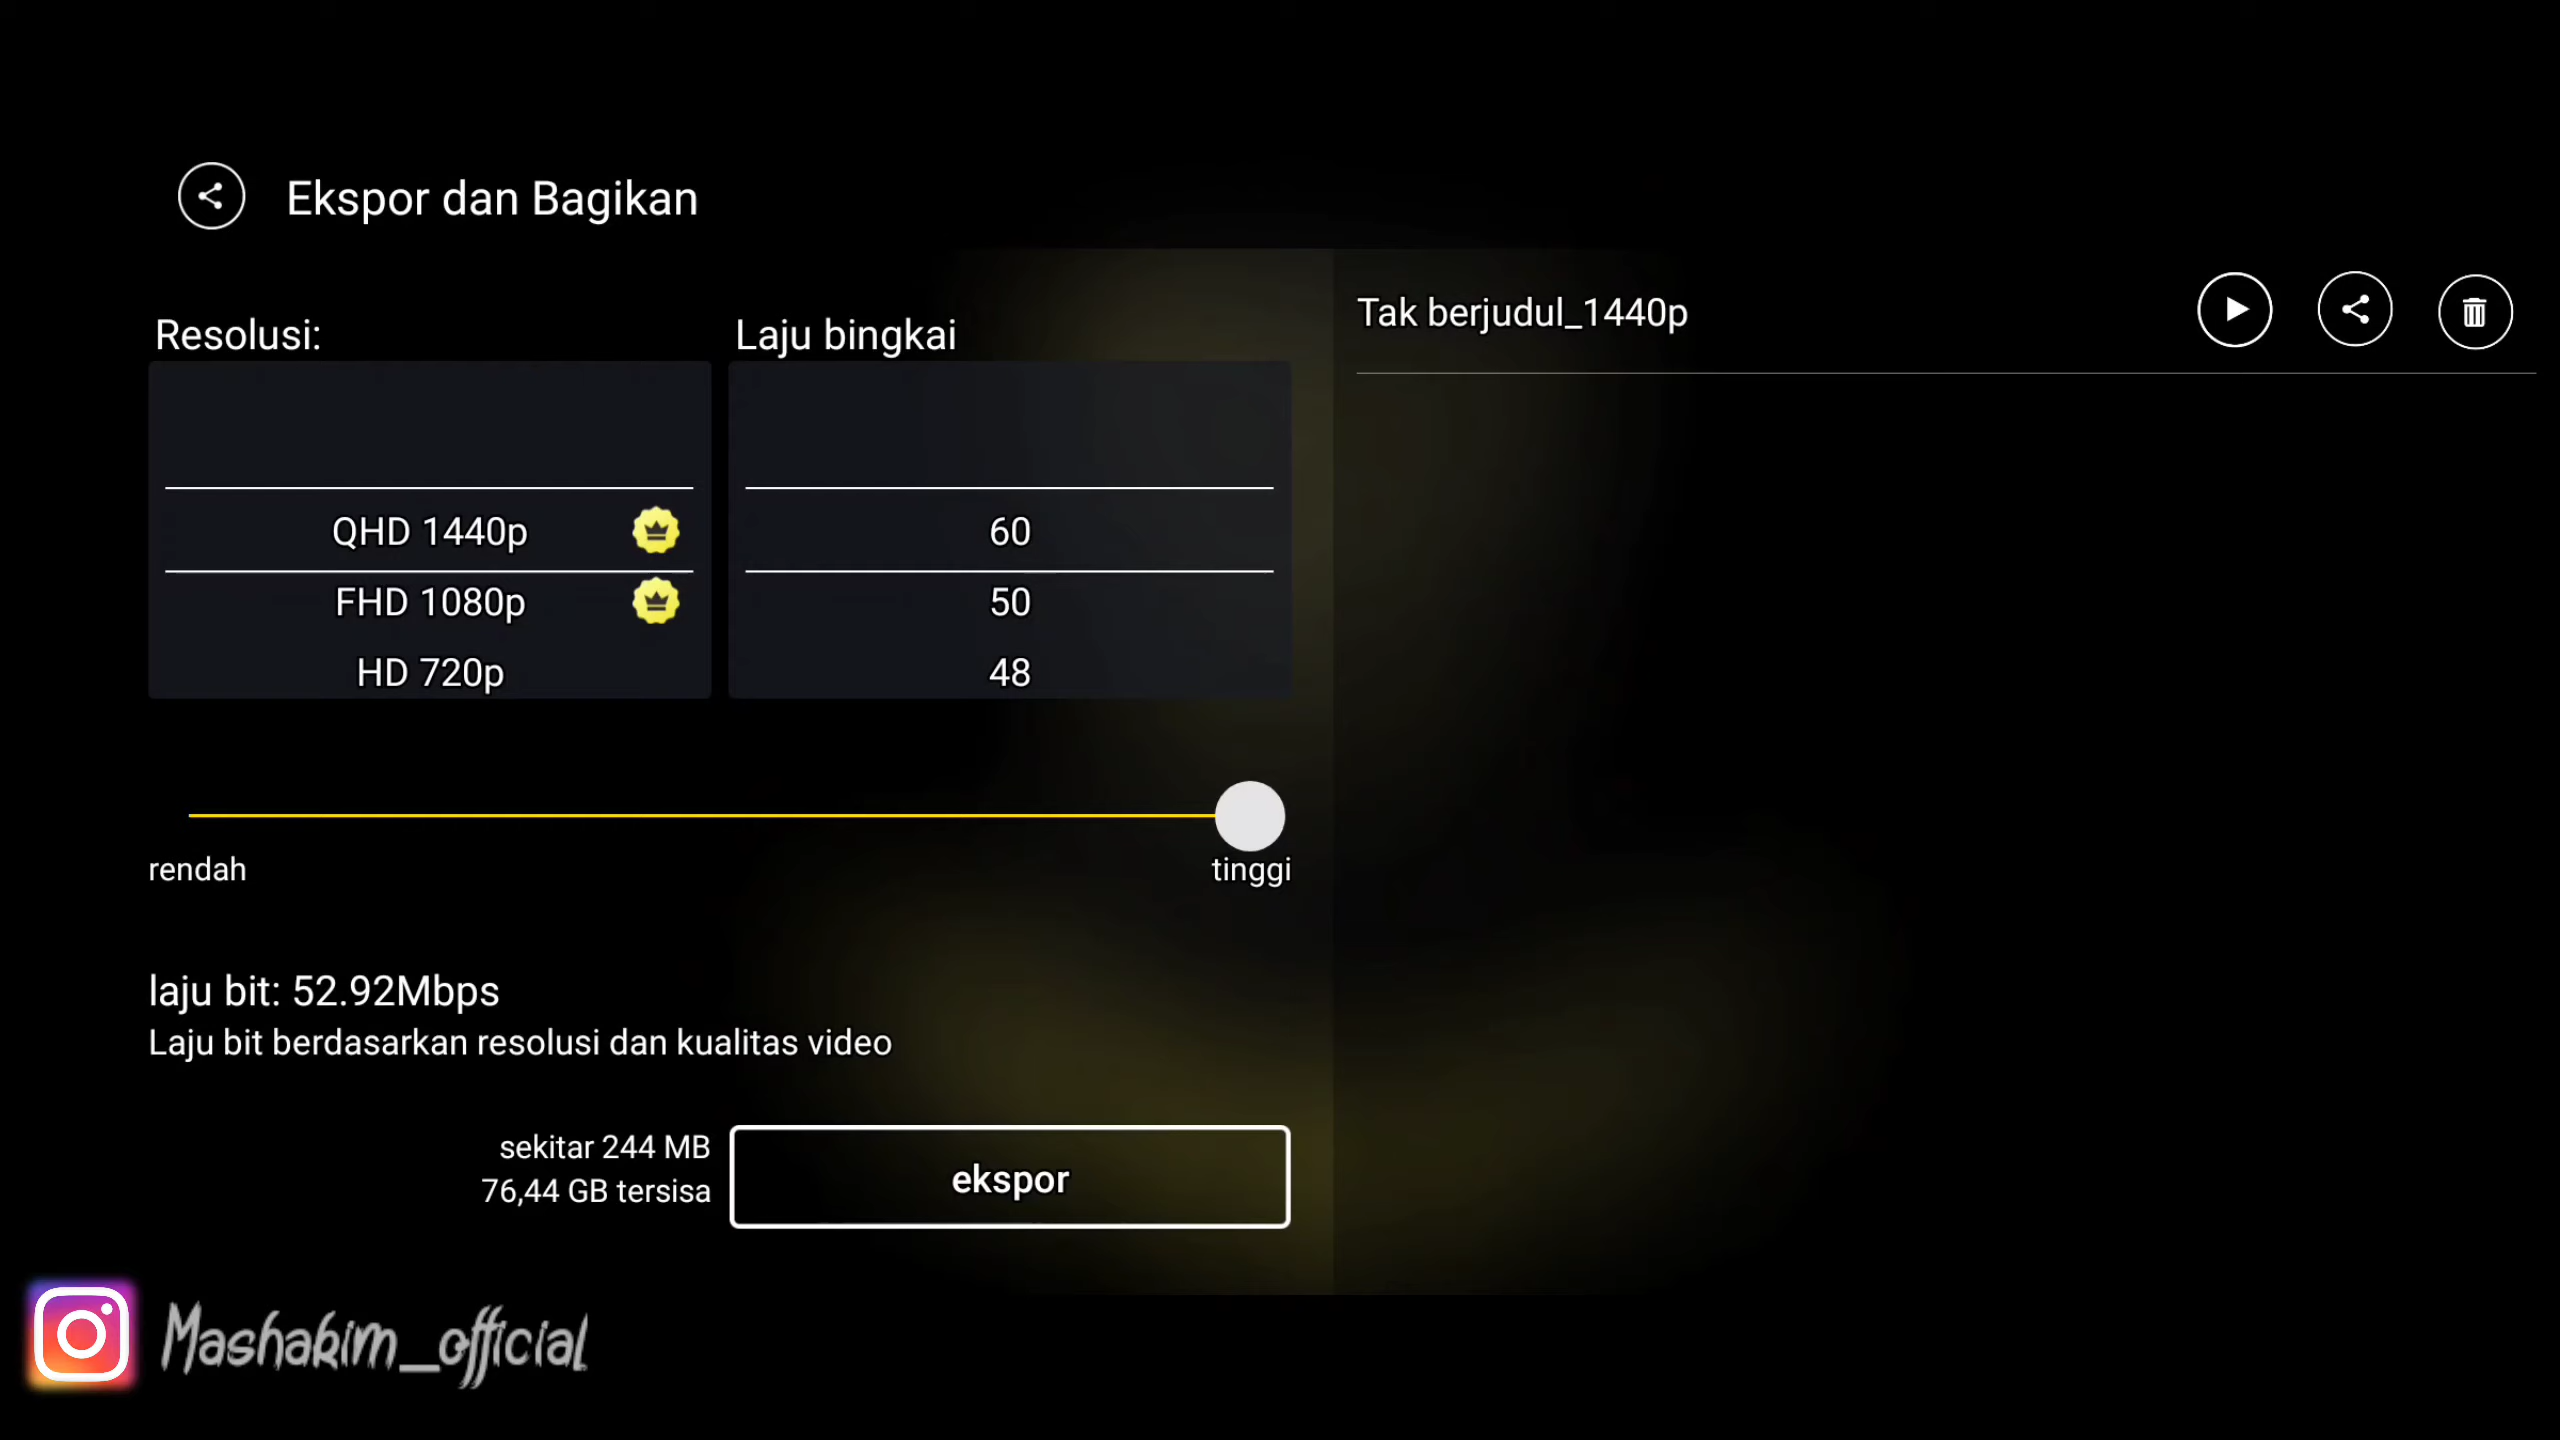 Ekspor dan Bagikan
Resolusi:
QHD 1440p
FHD 1080p
HD 720p
Laju bingkai
60
50
48
rendah
tinggi
laju bit: 52.92Mbps
Laju bit berdasarkan resolusi dan kualitas video
sekitar 244 MB
76,44 GB tersisa
ekspor
Tak berjudul_1440p
Mashakim_official